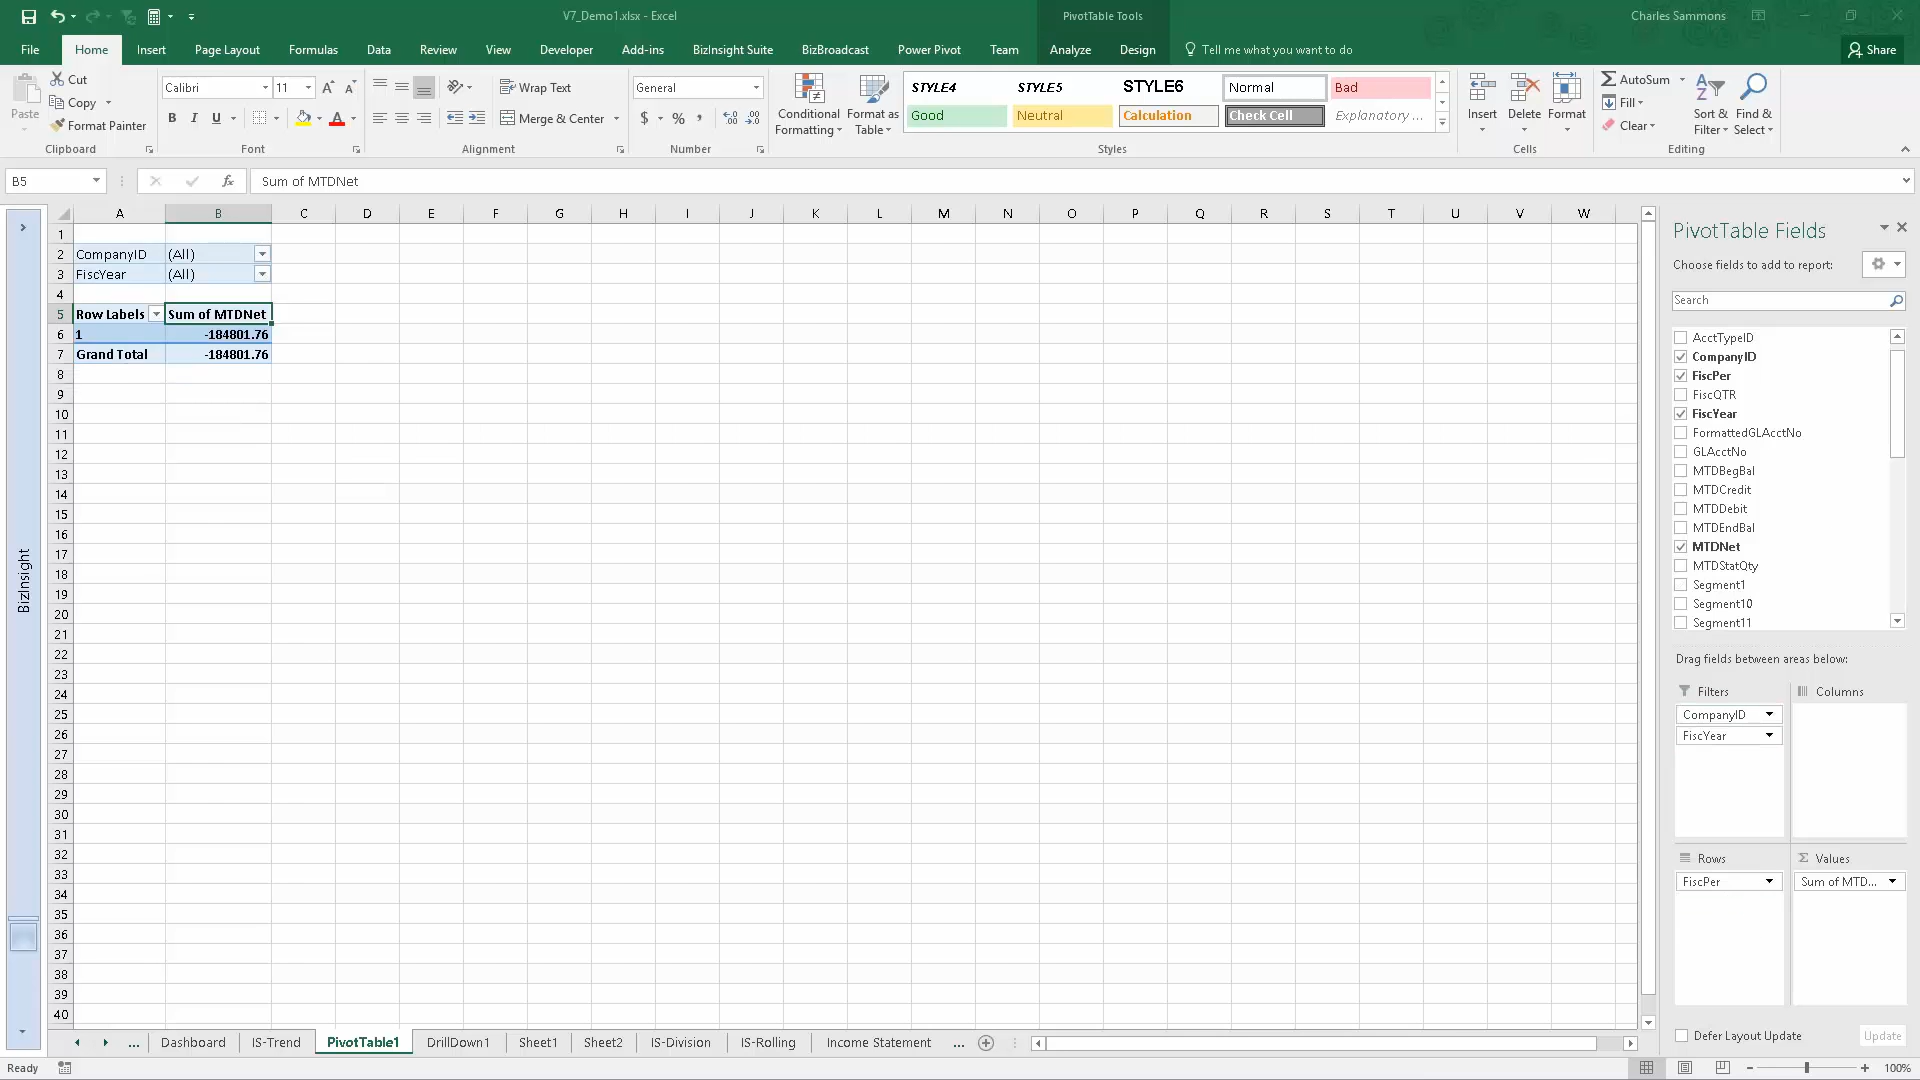 V7_Demo1.xlsx - Excel
PivotTable Tools
Charles Sammons
File Home Insert Page Layout Formulas Data Review View Developer Add-ins BizInsight Suite BizBroadcast Power Pivot Team Analyze Design Tell me what you want to do Share
Paste
Cut
Copy
Format Painter
Clipboard
Calibri 11
B I U
Font
Wrap Text
Merge & Center
Alignment
General
$ % ,
Number
Conditional
Formatting
Format as
Table
STYLE4 STYLE5 STYLE6 Normal Bad
Good Neutral Calculation Check Cell Explanatory ...
Styles
Insert Delete Format
Cells
AutoSum
Fill
Clear
Sort &
Filter
Find &
Select
Editing
B5
fx
Sum of MTDNet
A B C D E F G H I J K L M N O P Q R S T U V W
1
2 CompanyID (All)
3 FiscYear (All)
4
5 Row Labels Sum of MTDNet
6 1 -184801.76
7 Grand Total -184801.76
8
9
10
11
12
13
14
15
16
17
18
19
20
21
22
23
24
25
26
27
28
29
30
31
32
33
34
35
36
37
38
39
40
BizInsight
PivotTable Fields
Choose fields to add to report:
Search
AcctTypeID
CompanyID
FiscPer
FiscQTR
FiscYear
FormattedGLAcctNo
GLAcctNo
MTDBegBal
MTDCredit
MTDDebit
MTDEndBal
MTDNet
MTDStatQty
Segment1
Segment10
Segment11
Drag fields between areas below:
Filters
CompanyID
FiscYear
Columns
Rows
FiscPer
Values
Sum of MTD...
Defer Layout Update Update
... Dashboard IS-Trend PivotTable1 DrillDown1 Sheet1 Sheet2 IS-Division IS-Rolling Income Statement ...
Ready
100%